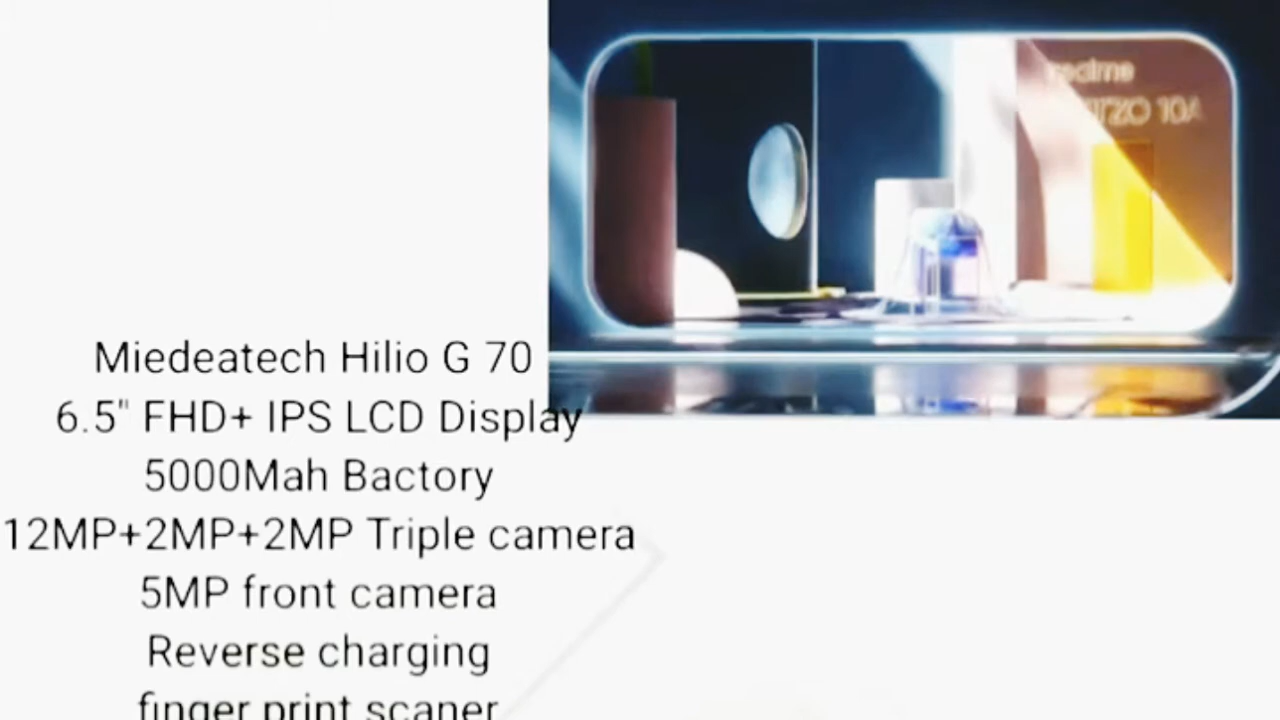 realme
10A
Miedeatech Hilio G 70
6.5" FHD+ IPS LCD Display
5000Mah Bactory
12MP+2MP+2MP Triple camera
5MP front camera
Reverse charging
finger print scaner